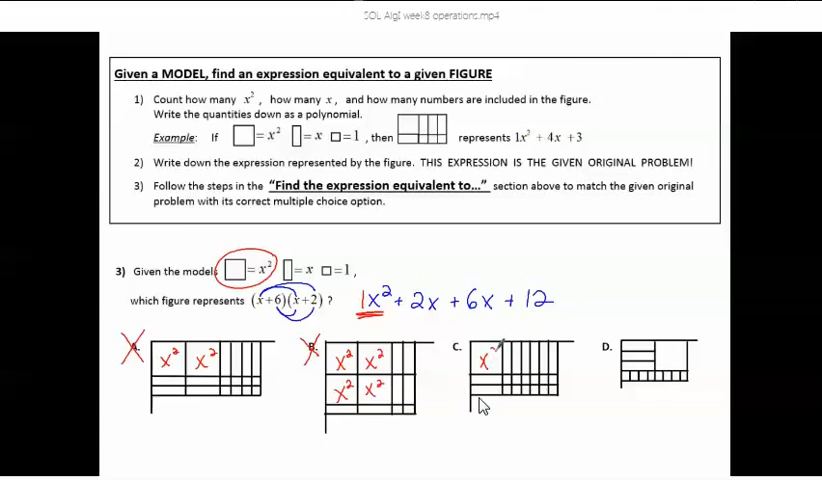 SOL AlgI week8 operations.mp4
Given a MODEL, find an expression equivalent to a given FIGURE
1) Count how many x², how many x, and how many numbers are included in the figure.
Write the quantities down as a polynomial.
Example: If □ = x² ▯ = x □ = 1, then represents 1x² + 4x + 3
2) Write down the expression represented by the figure. THIS EXPRESSION IS THE GIVEN ORIGINAL PROBLEM!
3) Follow the steps in the "Find the expression equivalent to..." section above to match the given original
problem with its correct multiple choice option.
3) Given the models □ = x² ▯ = x □ = 1,
which figure represents (x+6)(x+2) ? 1x² + 2x + 6x + 12
A. B. C. D.
x² x² x² x² x
x² x²